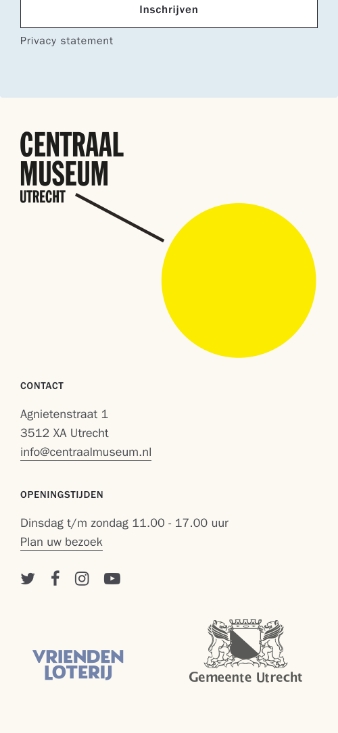 Inschrijven
Privacy statement
CENTRAAL
MUSEUM
UTRECHT
CONTACT
Agnietenstraat 1
3512 XA Utrecht
info@centraalmuseum.nl
OPENINGSTIJDEN
Dinsdag t/m zondag 11.00 - 17.00 uur
Plan uw bezoek
VRIENDEN
LOTERIJ
Gemeente Utrecht